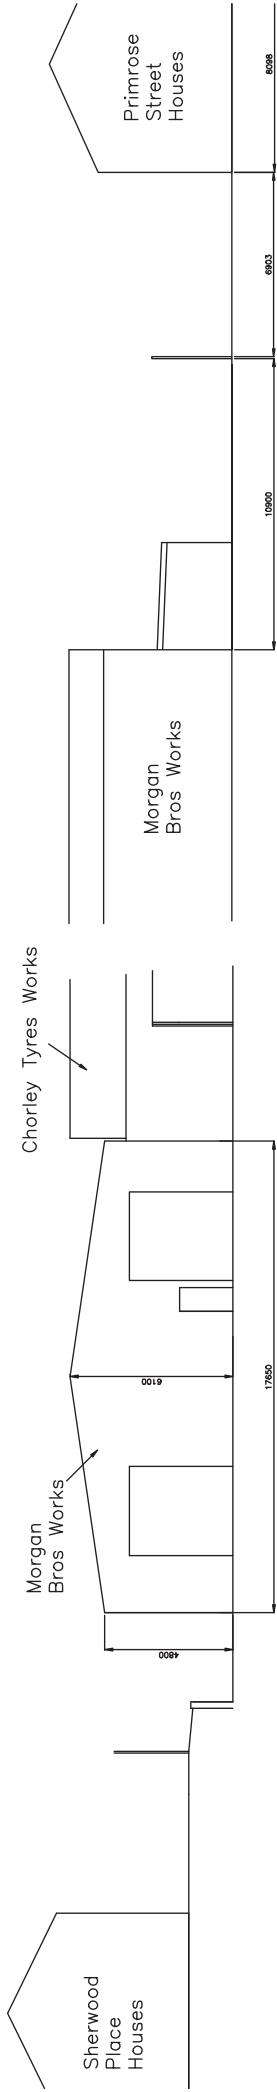 Sherwood
Place
Houses
4800
Morgan
Bros Works
6100
17650
Chorley Tyres Works
Morgan
Bros Works
10900
6903
Primrose
Street
Houses
8098